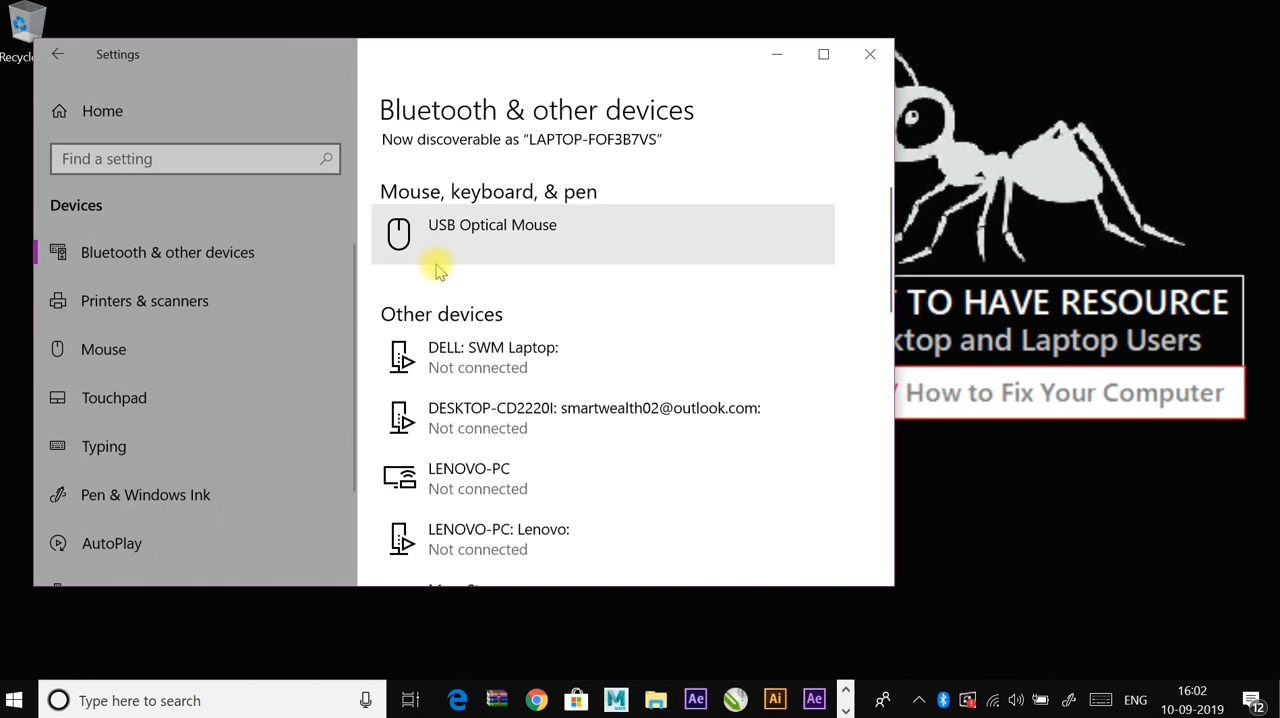 Recyc
Settings
Home
Find a setting
Devices
Bluetooth & other devices
Printers & scanners
Mouse
Touchpad
Typing
Pen & Windows Ink
AutoPlay
Bluetooth & other devices
Now discoverable as "LAPTOP-FOF3B7VS"
Mouse, keyboard, & pen
USB Optical Mouse
Other devices
DELL: SWM Laptop:
Not connected
DESKTOP-CD2220I: smartwealth02@outlook.com:
Not connected
LENOVO-PC
Not connected
LENOVO-PC: Lenovo:
Not connected
TO HAVE RESOURCE
ktop and Laptop Users
/ How to Fix Your Computer
Type here to search
Ae
Ai
Ae
ENG
16:02
10-09-2019
12